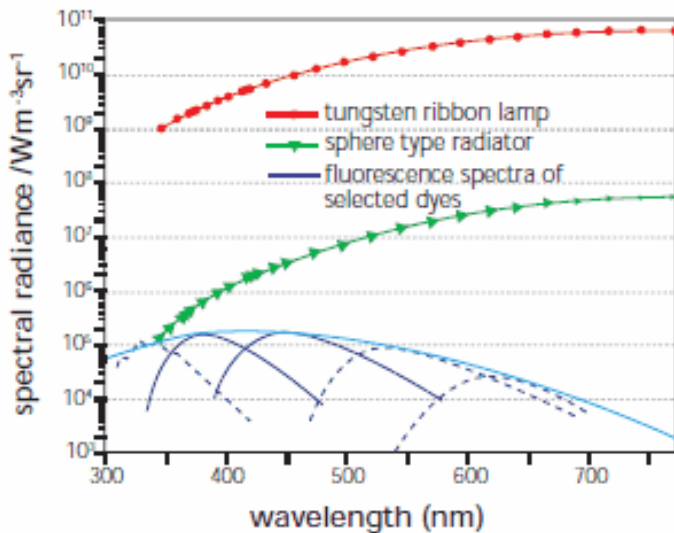 10¹¹
10¹⁰
10⁹
10⁸
10⁷
10⁶
10⁵
10⁴
10³
spectral radiance /Wm⁻³sr⁻¹
tungsten ribbon lamp
sphere type radiator
fluorescence spectra of
selected dyes
300 400 500 600 700
wavelength (nm)